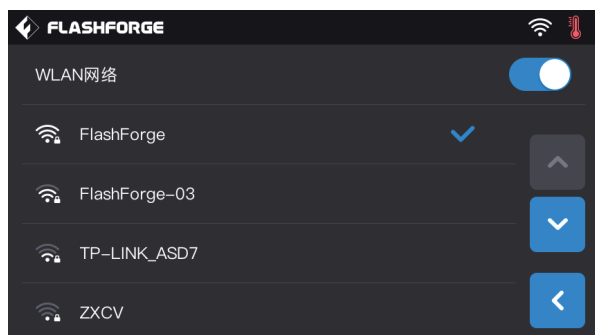 FLASHFORGE
WLAN网络
FlashForge
FlashForge-03
TP-LINK_ASD7
ZXCV